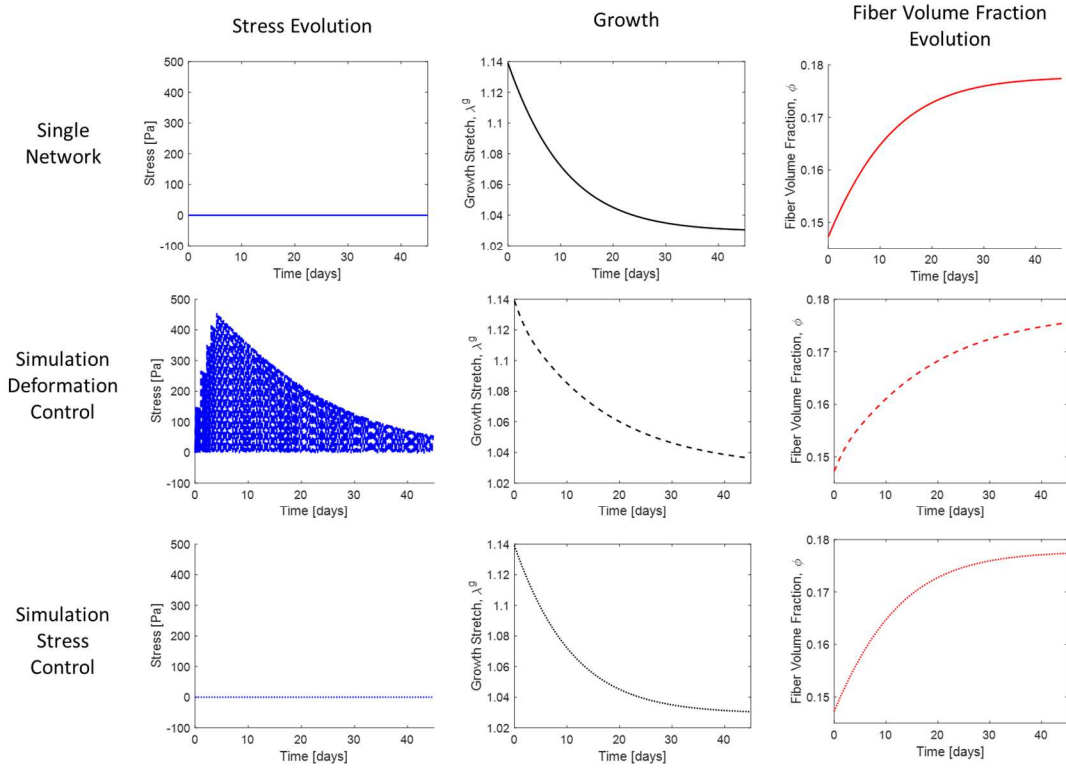 Stress Evolution
Growth
Fiber Volume Fraction
Evolution
Single
Network
Stress [Pa]
500
400
300
200
100
0
-100
0 10 20 30 40
Time [days]
Growth Stretch, λ^g
1.14
1.12
1.1
1.08
1.06
1.04
1.02
0 10 20 30 40
Time [days]
Fiber Volume Fraction, ϕ
0.18
0.17
0.16
0.15
0 10 20 30 40
Time [days]
Simulation
Deformation
Control
Stress [Pa]
500
400
300
200
100
0
-100
0 10 20 30 40
Time [days]
Growth Stretch, λ^g
1.14
1.12
1.1
1.08
1.06
1.04
1.02
0 10 20 30 40
Time [days]
Fiber Volume Fraction, ϕ
0.18
0.17
0.16
0.15
0 10 20 30 40
Time [days]
Simulation
Stress
Control
Stress [Pa]
500
400
300
200
100
0
-100
0 10 20 30 40
Time [days]
Growth Stretch, λ^g
1.14
1.12
1.1
1.08
1.06
1.04
1.02
0 10 20 30 40
Time [days]
Fiber Volume Fraction, ϕ
0.18
0.17
0.16
0.15
0 10 20 30 40
Time [days]